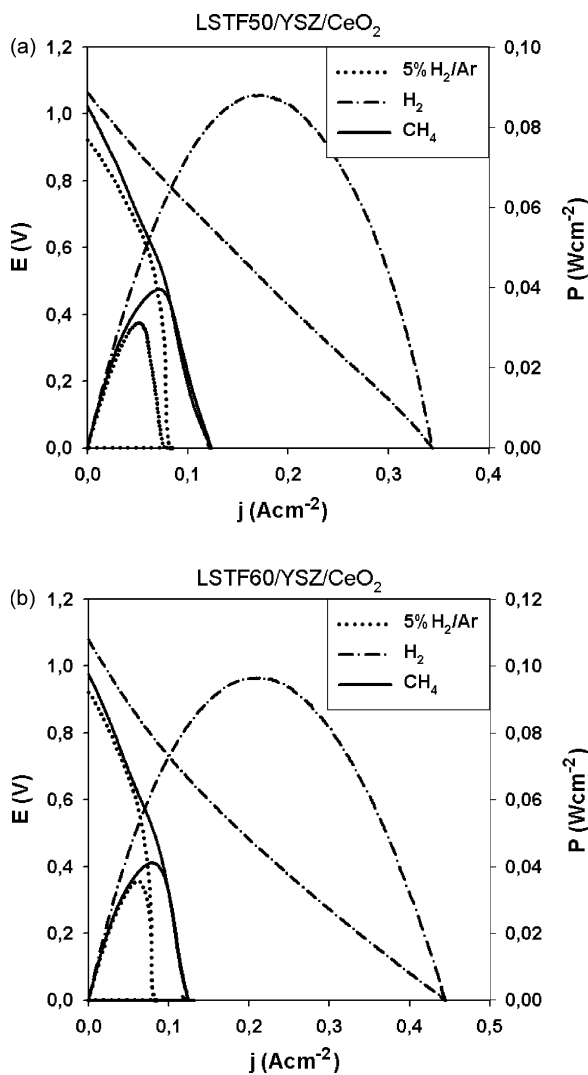 (a)
LSTF50/YSZ/CeO₂
1,2
1,0
0,8
0,6
0,4
0,2
0,0
E (V)
5% H₂/Ar
H₂
CH₄
0,10
0,08
0,06
0,04
0,02
0,00
P (Wcm⁻²)
0,0 0,1 0,2 0,3 0,4
j (Acm⁻²)
(b)
LSTF60/YSZ/CeO₂
1,2
1,0
0,8
0,6
0,4
0,2
0,0
E (V)
5% H₂/Ar
H₂
CH₄
0,12
0,10
0,08
0,06
0,04
0,02
0,00
P (Wcm⁻²)
0,0 0,1 0,2 0,3 0,4 0,5
j (Acm⁻²)